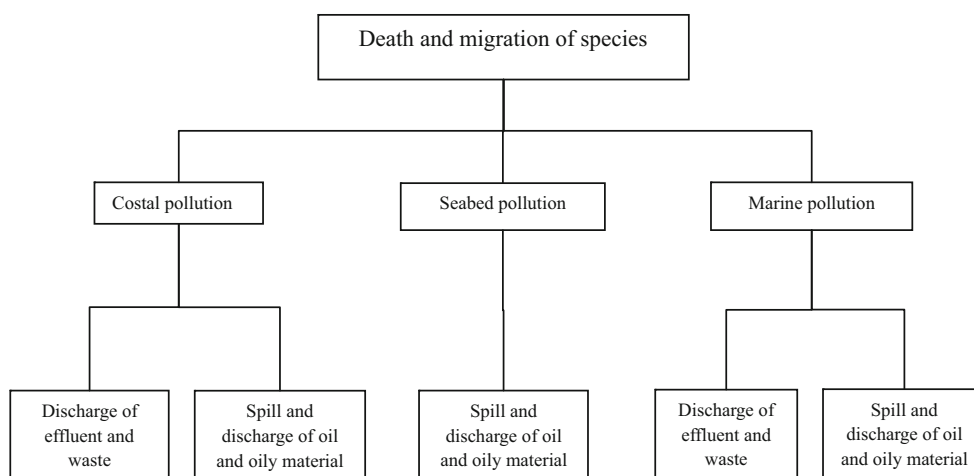 Death and migration of species
Costal pollution
Seabed pollution
Marine pollution
Discharge of
effluent and
waste
Spill and
discharge of oil
and oily material
Spill and
discharge of oil
and oily material
Discharge of
effluent and
waste
Spill and
discharge of oil
and oily material